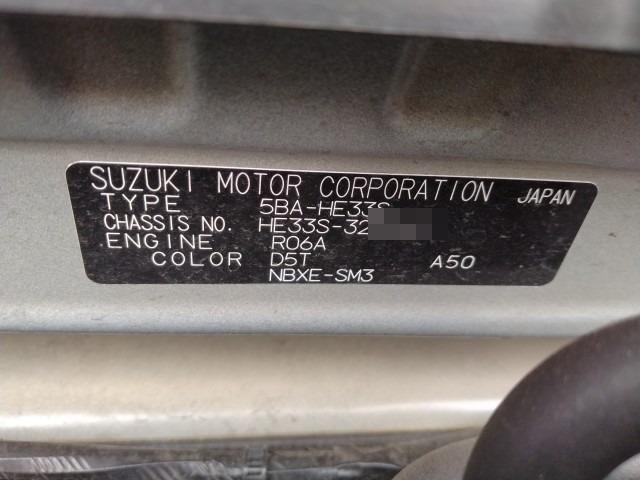 SUZUKI MOTOR CORPORATION JAPAN
TYPE 5BA-HE33S
CHASSIS NO. HE33S-32
ENGINE R06A
COLOR D5T A50
NBXE-SM3